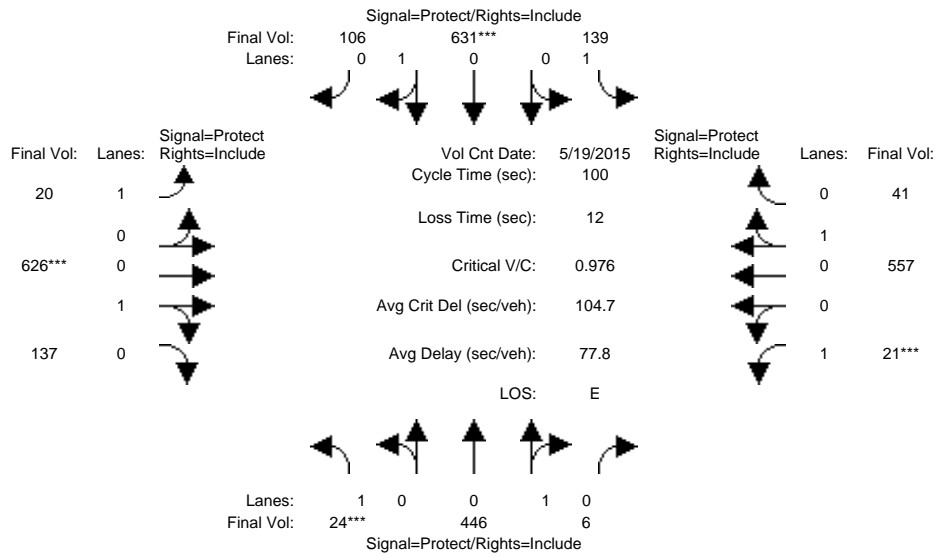 Signal=Protect/Rights=Include
Final Vol: 106 631*** 139
Lanes: 0 1 0 0 1
Signal=Protect Signal=Protect
Final Vol: Lanes: Rights=Include Vol Cnt Date: 5/19/2015 Rights=Include Lanes: Final Vol:
Cycle Time (sec): 100
20 1 0 41
Loss Time (sec): 12
0 1
626*** 0 Critical V/C: 0.976 0 557
1 Avg Crit Del (sec/veh): 104.7 0
137 0 Avg Delay (sec/veh): 77.8 1 21***
LOS: E
Lanes: 1 0 0 1 0
Final Vol: 24*** 446 6
Signal=Protect/Rights=Include